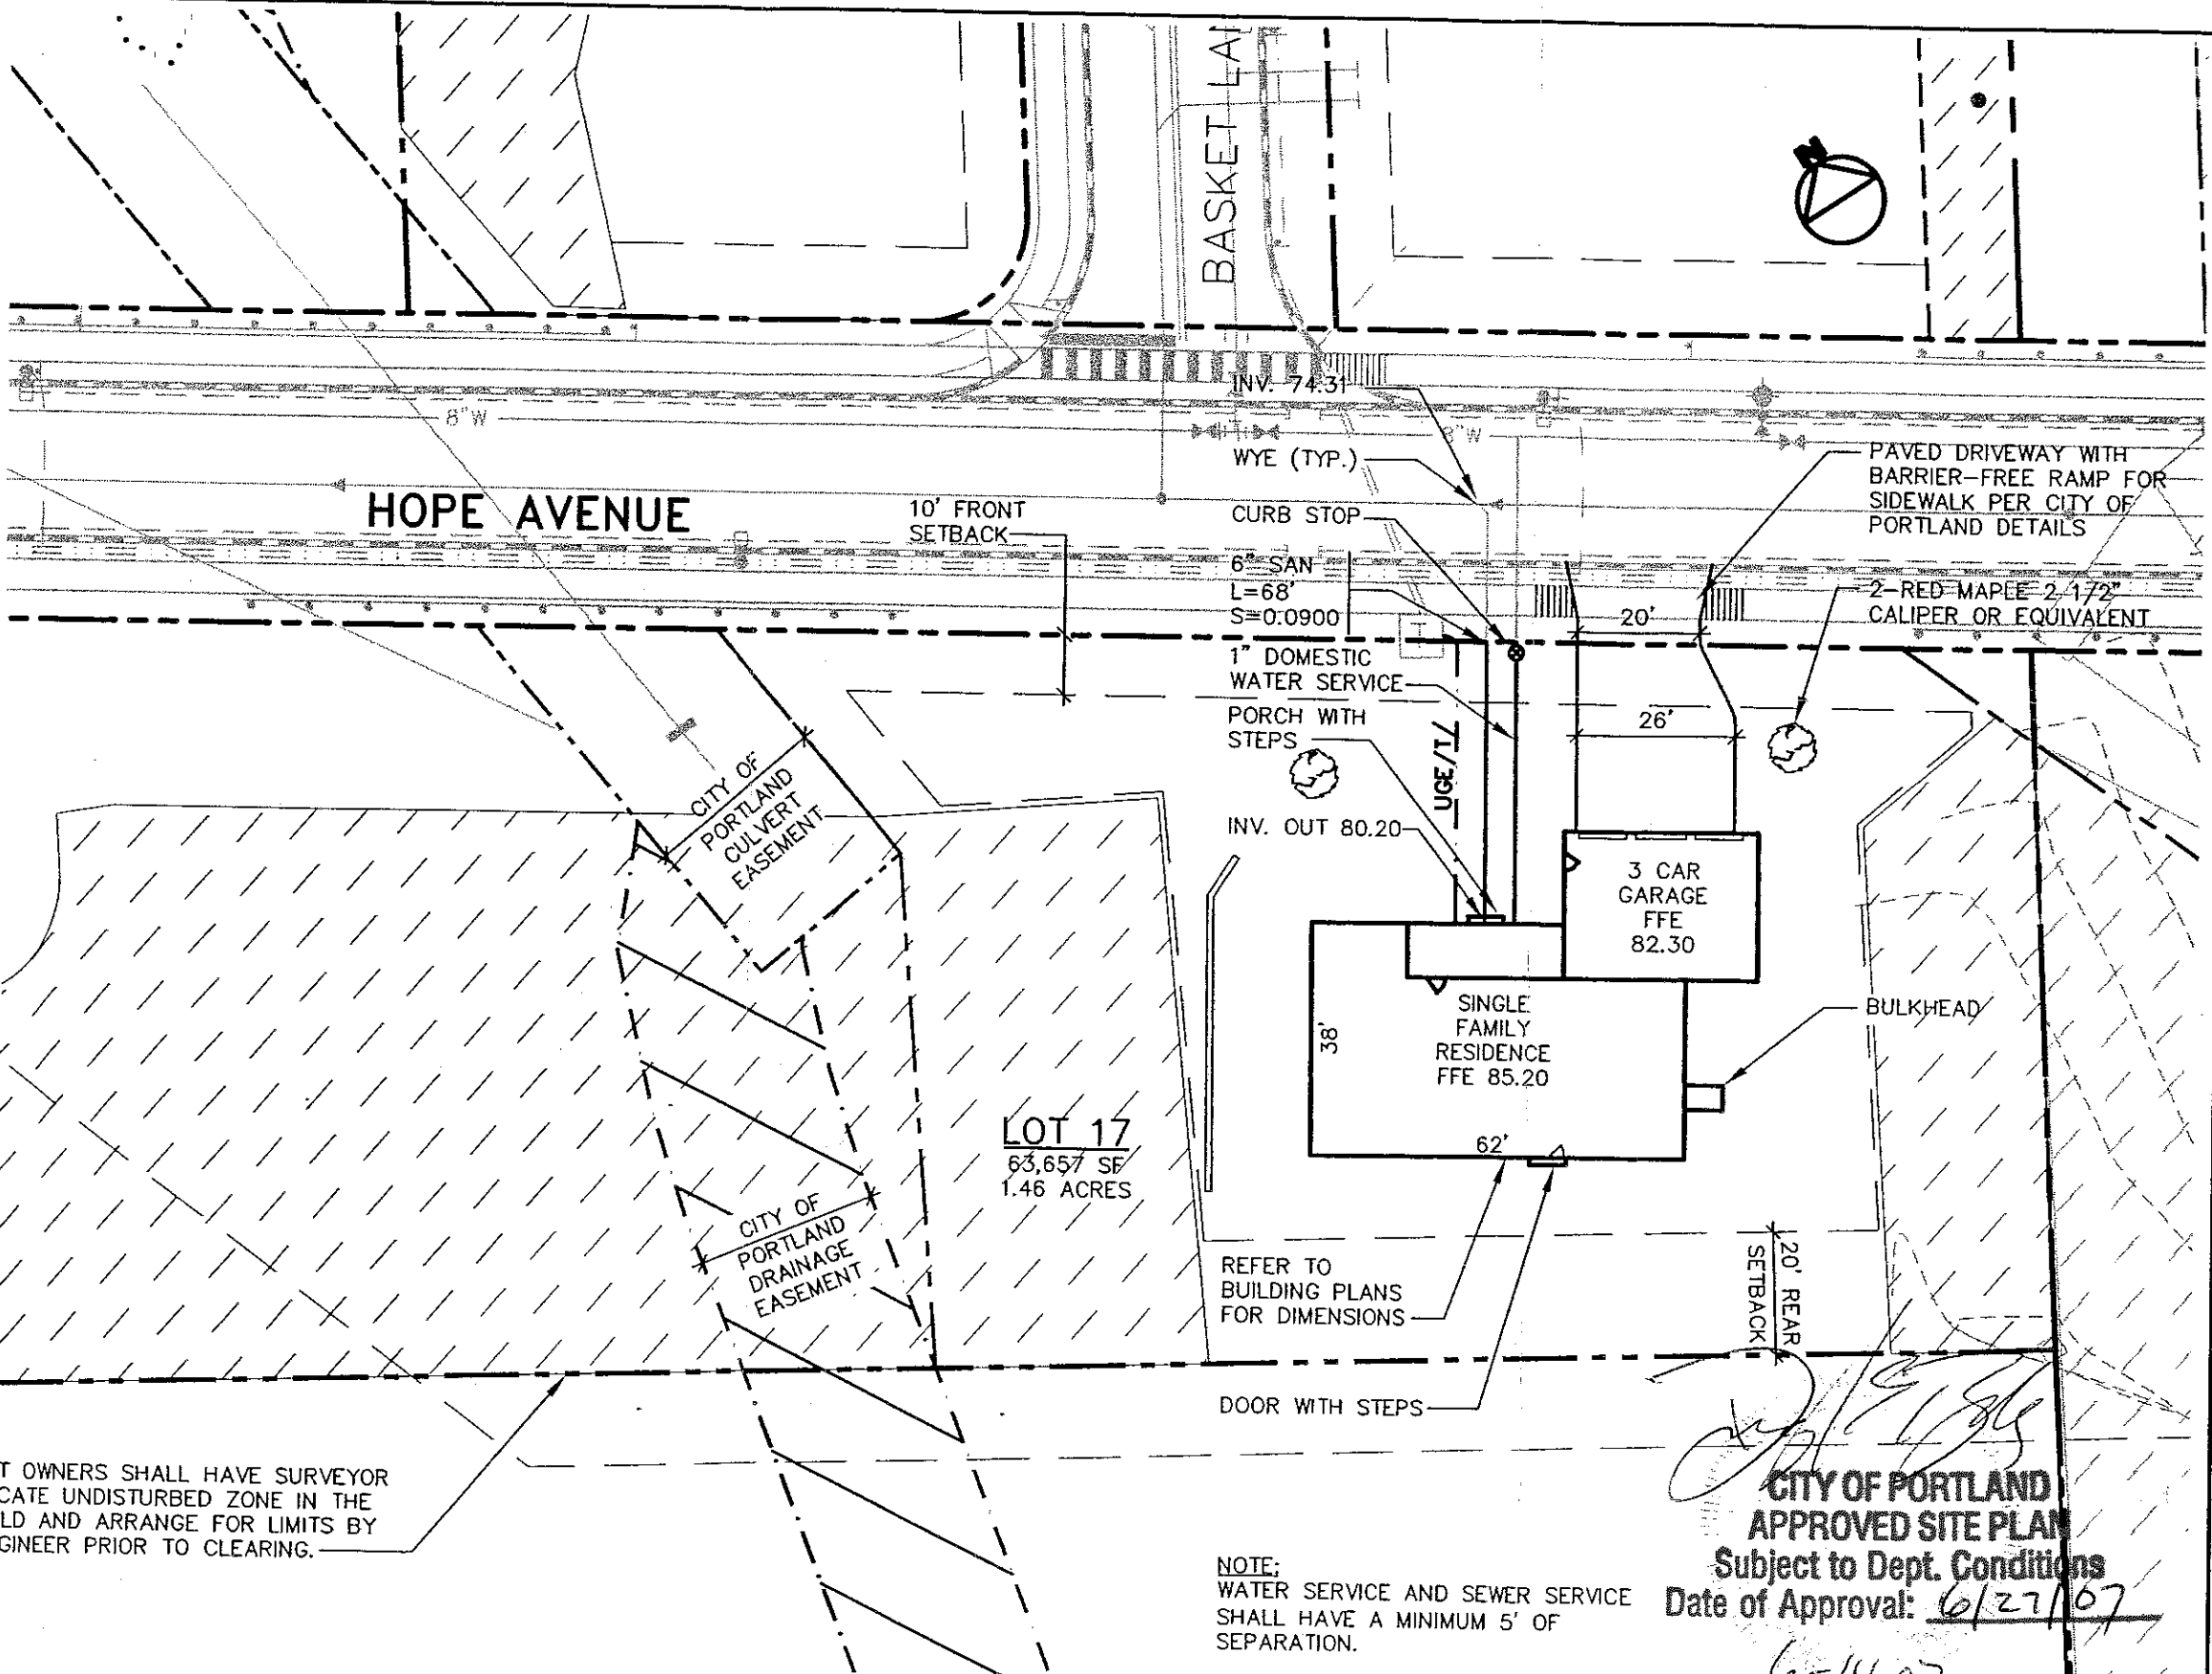 BASKET LA
N
INV. 74.31
8"W
8"W
WYE (TYP.)
PAVED DRIVEWAY WITH
BARRIER-FREE RAMP FOR
SIDEWALK PER CITY OF
PORTLAND DETAILS
HOPE AVENUE
10' FRONT
SETBACK
CURB STOP
6" SAN
L=68'
S=0.0900
20'
2-RED MAPLE 2 1/2"
CALIPER OR EQUIVALENT
1" DOMESTIC
WATER SERVICE
PORCH WITH
STEPS
UGE/T/
26'
CITY OF
PORTLAND
CULVERT
EASEMENT
INV. OUT 80.20
3 CAR
GARAGE
FFE
82.30
SINGLE
FAMILY
RESIDENCE
FFE 85.20
38'
62'
BULKHEAD
LOT 17
63,657 SF
1.46 ACRES
CITY OF
PORTLAND
DRAINAGE
EASEMENT
REFER TO
BUILDING PLANS
FOR DIMENSIONS
20' REAR
SETBACK
DOOR WITH STEPS
T OWNERS SHALL HAVE SURVEYOR
CATE UNDISTURBED ZONE IN THE
LD AND ARRANGE FOR LIMITS BY
GINEER PRIOR TO CLEARING.
CITY OF PORTLAND
APPROVED SITE PLAN
Subject to Dept. Conditions
Date of Approval: 6/27/07
NOTE:
WATER SERVICE AND SEWER SERVICE
SHALL HAVE A MINIMUM 5' OF
SEPARATION.